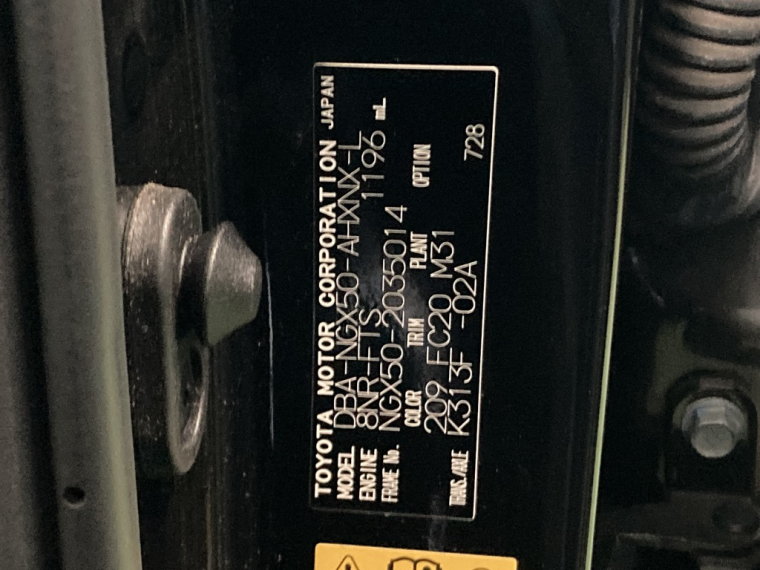 TOYOTA MOTOR CORPORATION JAPAN
MODEL DBA-NGX50-AHXNX-L
ENGINE 8NR-FTS 1196 mL
FRAME No. NGX50-2035014
COLOR TRIM PLANT OPTION
209 FC20 M31
TRANS./AXLE K313F -02A 728